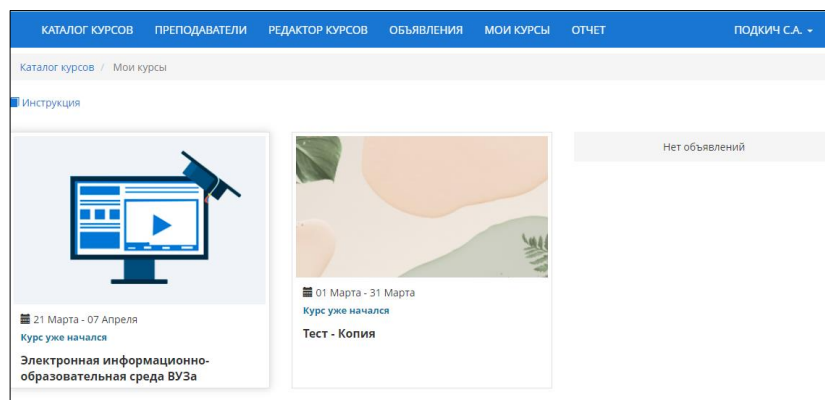 КАТАЛОГ КУРСОВ ПРЕПОДАВАТЕЛИ РЕДАКТОР КУРСОВ ОБЪЯВЛЕНИЯ МОИ КУРСЫ ОТЧЕТ ПОДКИЧ С.А.
Каталог курсов / Мои курсы
Инструкция
21 Марта - 07 Апреля
Курс уже начался
Электронная информационно-
образовательная среда ВУЗа
01 Марта - 31 Марта
Курс уже начался
Тест - Копия
Нет объявлений